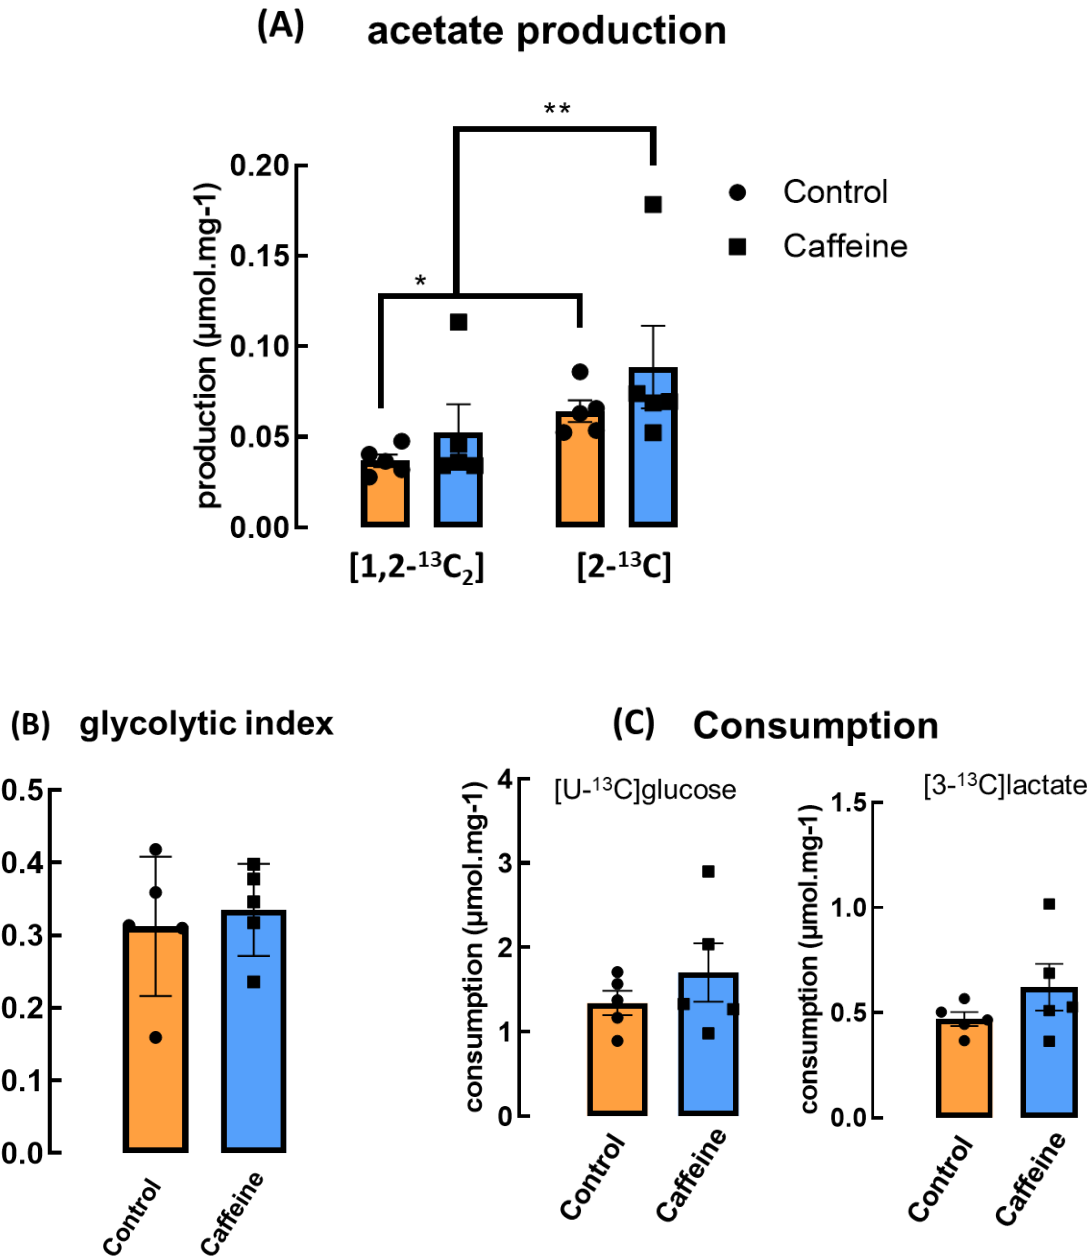 (A) acetate production
**
0.20
Control
Caffeine
0.15
*
0.10
0.05
0.00
production (µmol.mg-1)
[1,2-¹³C₂] [2-¹³C]
(B) glycolytic index
0.5
0.4
0.3
0.2
0.1
0.0
Control
Caffeine
(C) Consumption
[U-¹³C]glucose
4
3
2
1
0
consumption (µmol.mg-1)
Control
Caffeine
[3-¹³C]lactate
1.5
1.0
0.5
0.0
consumption (µmol.mg-1)
Control
Caffeine